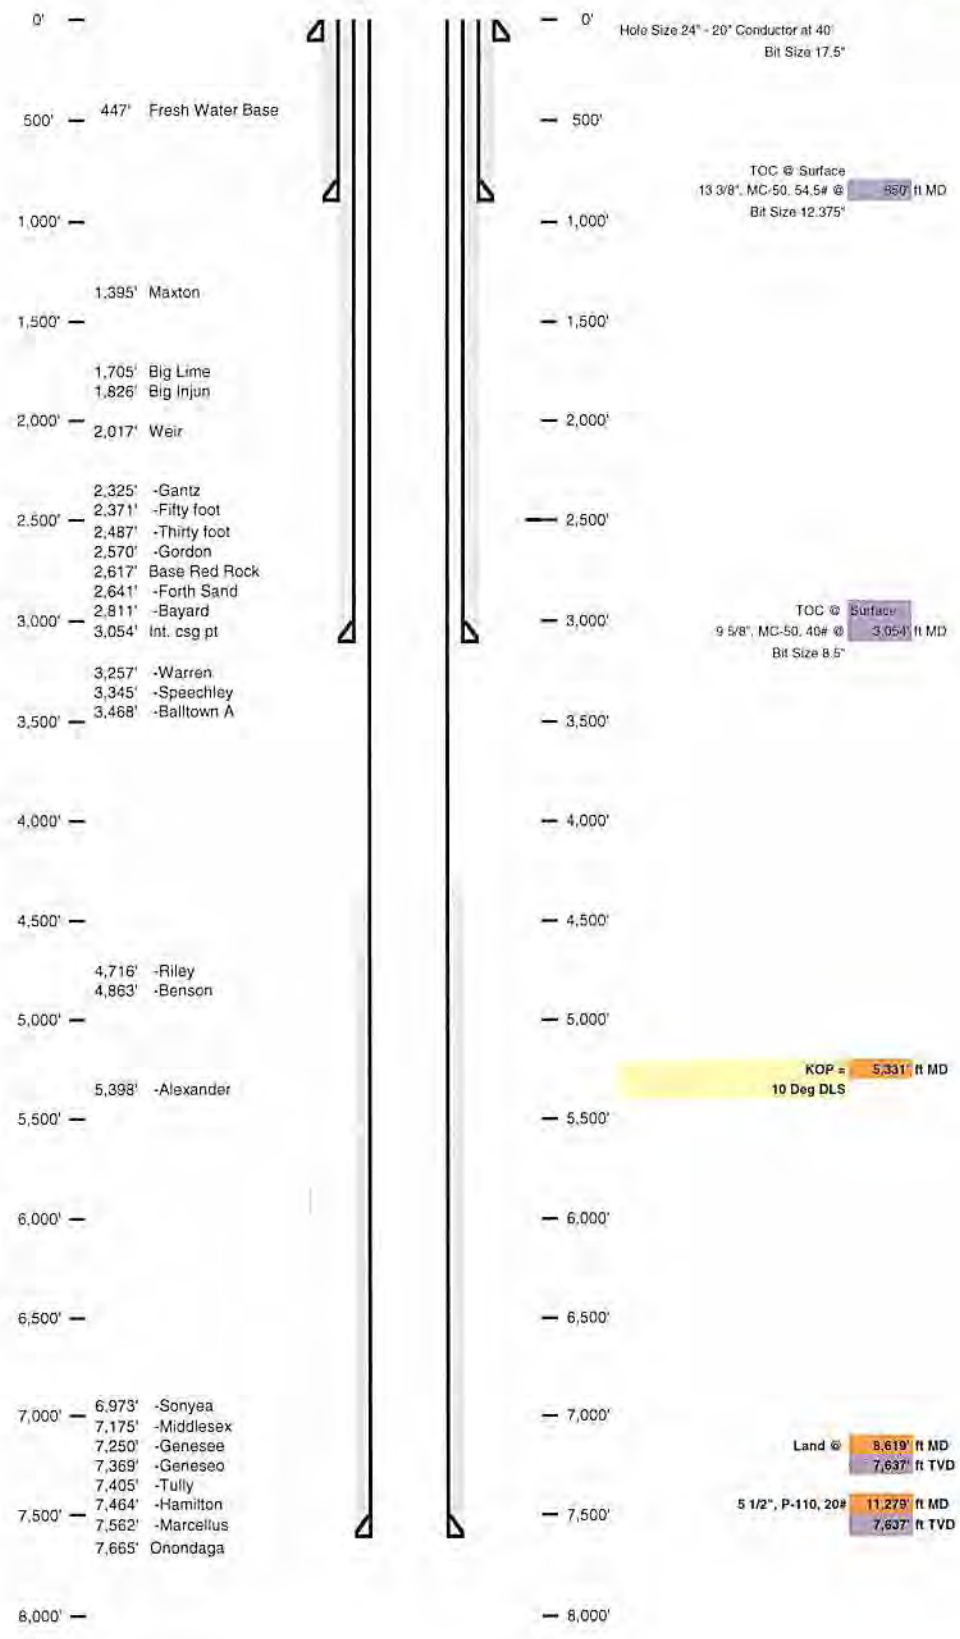 0' 0'
Hole Size 24" - 20" Conductor at 40'
Bit Size 17.5"
447' Fresh Water Base
500' 500'
TOC @ Surface
13 3/8", MC-50, 54.5# @ 850' ft MD
Bit Size 12.375"
1,000' 1,000'
1,395' Maxton
1,500' 1,500'
1,705' Big Lime
1,826' Big Injun
2,000' 2,000'
2,017' Weir
2,325' -Gantz
2,371' -Fifty foot
2,500' 2,500'
2,487' -Thirty foot
2,570' -Gordon
2,617' Base Red Rock
2,641' -Forth Sand
2,811' -Bayard
TOC @ Surface
3,000' 3,000'
3,054' Int. csg pt
9 5/8", MC-50, 40# @ 3,054' ft MD
Bit Size 8.5"
3,257' -Warren
3,345' -Speechley
3,468' -Balltown A
3,500' 3,500'
4,000' 4,000'
4,500' 4,500'
4,716' -Riley
4,863' -Benson
5,000' 5,000'
KOP = 5,331' ft MD
10 Deg DLS
5,398' -Alexander
5,500' 5,500'
6,000' 6,000'
6,500' 6,500'
6,973' -Sonyea
7,000' 7,000'
7,175' -Middlesex
7,250' -Genesee
Land @ 8,619' ft MD
7,637' ft TVD
7,369' -Geneseo
7,405' -Tully
7,464' -Hamilton
5 1/2", P-110, 20# 11,279' ft MD
7,637' ft TVD
7,500' 7,500'
7,562' -Marcellus
7,665' Onondaga
8,000' 8,000'